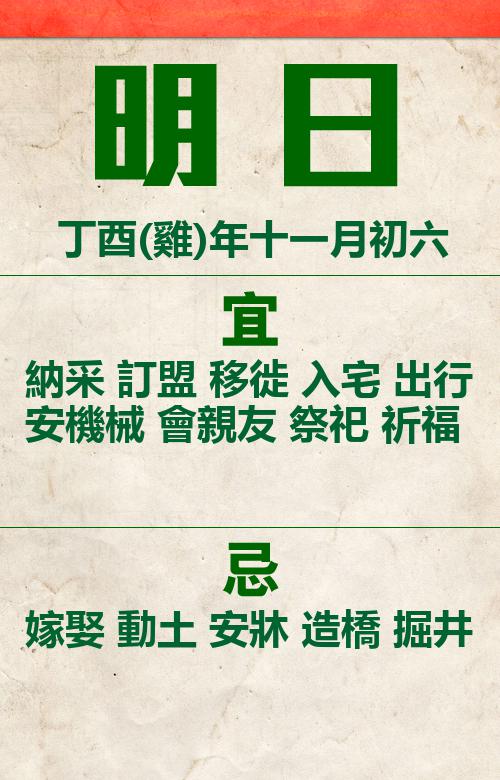 明日
丁酉(雞)年十一月初六
宜
納采 訂盟 移徙 入宅 出行
安機械 會親友 祭祀 祈福
忌
嫁娶 動土 安牀 造橋 掘井